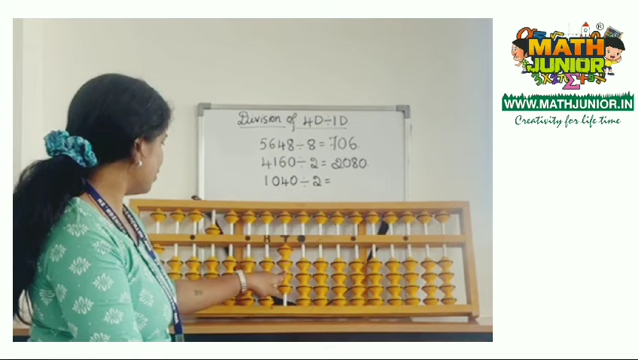 Division of 4D÷1D
5648÷8=706.
4160÷2=2080.
1040÷2=
MATH
JUNIOR
WWW.MATHJUNIOR.IN
Creativity for life time